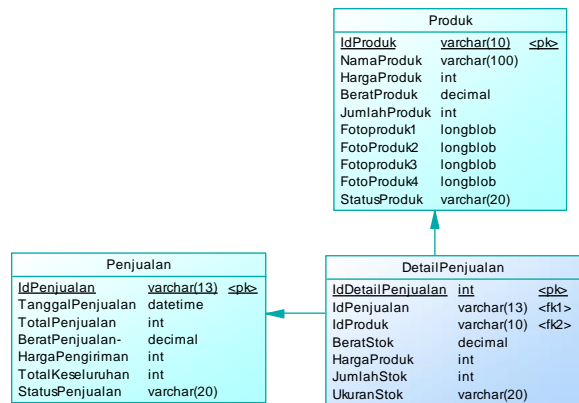 Produk
IdProduk varchar(10) <pk>
NamaProduk varchar(100)
HargaProduk int
BeratProduk decimal
JumlahProduk int
Fotoproduk1 longblob
FotoProduk2 longblob
Fotoproduk3 longblob
FotoProduk4 longblob
StatusProduk varchar(20)
Penjualan
IdPenjualan varchar(13) <pk>
TanggalPenjualan datetime
TotalPenjualan int
BeratPenjualan- decimal
HargaPengiriman int
TotalKeseluruhan int
StatusPenjualan varchar(20)
DetailPenjualan
IdDetailPenjualan int <pk>
IdPenjualan varchar(13) <fk1>
IdProduk varchar(10) <fk2>
BeratStok decimal
HargaProduk int
JumlahStok int
UkuranStok varchar(20)